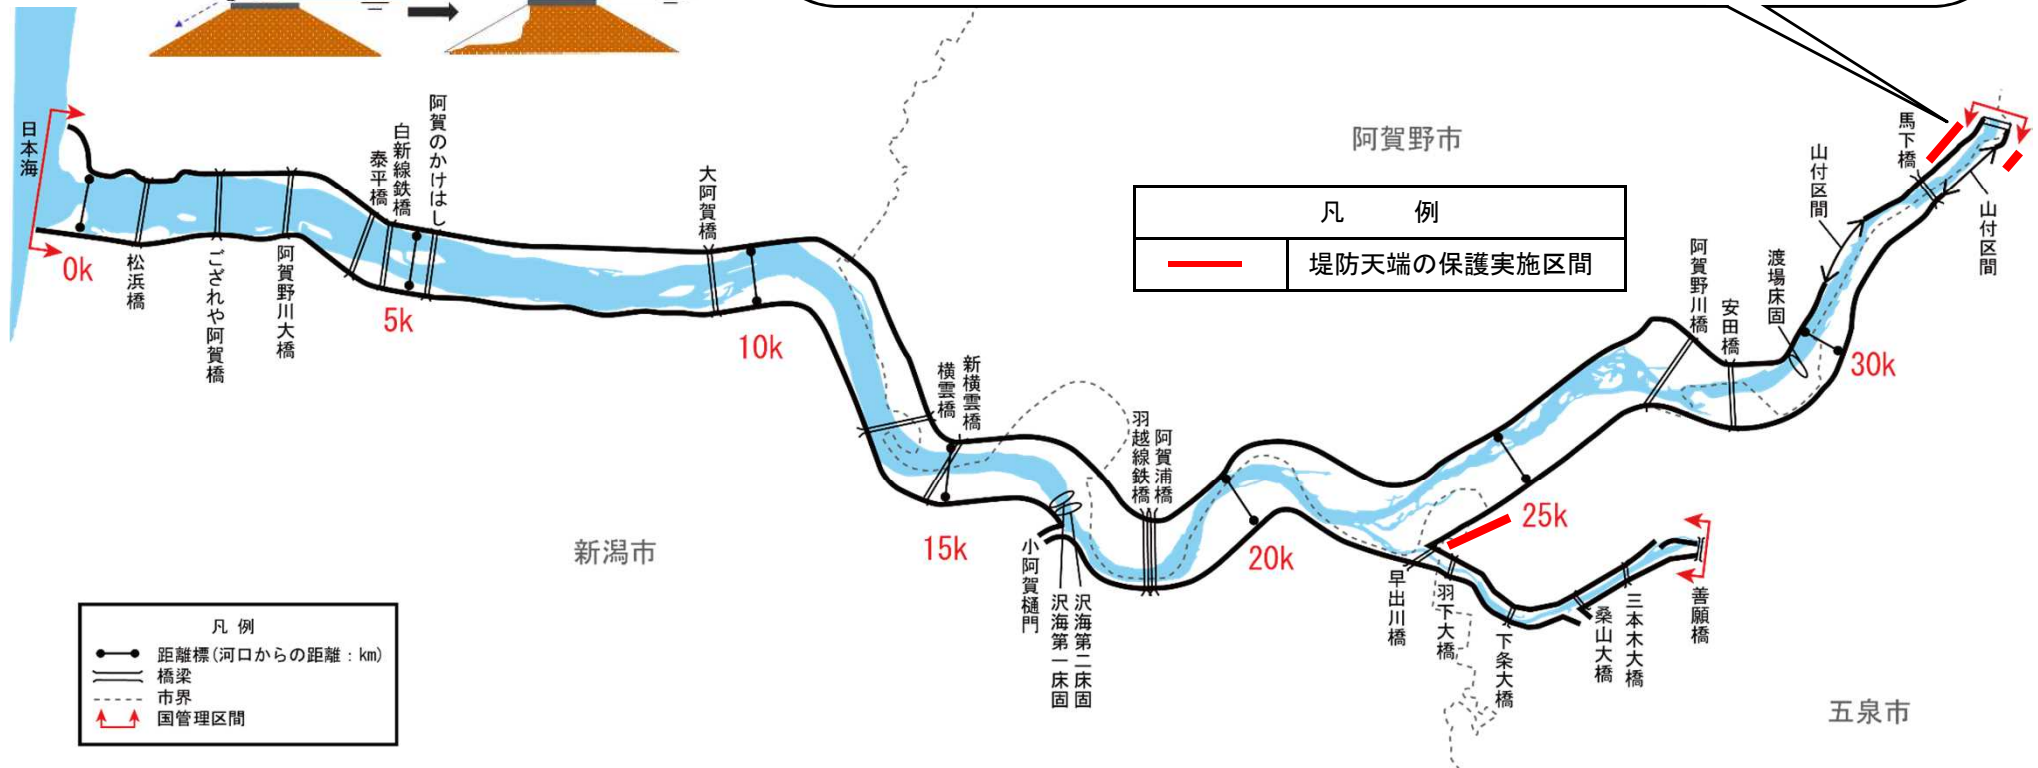 日本海
0k
松浜橋
ござれや阿賀橋
阿賀野川大橋
泰平橋
白新線鉄橋
阿賀のかけはし
5k
大阿賀橋
10k
横雲橋
新横雲橋
15k
新潟市
小阿賀樋門
沢海第一床固
沢海第二床固
羽越線鉄橋
阿賀浦橋
20k
早出川橋
羽下大橋
下条大橋
桑山大橋
三本木大橋
善願橋
25k
阿賀野川橋
安田橋
渡場床固
30k
山付区間
馬下橋
山付区間
阿賀野市
五泉市
凡 例
堤防天端の保護実施区間
凡 例
距離標(河口からの距離:km)
橋梁
市界
国管理区間